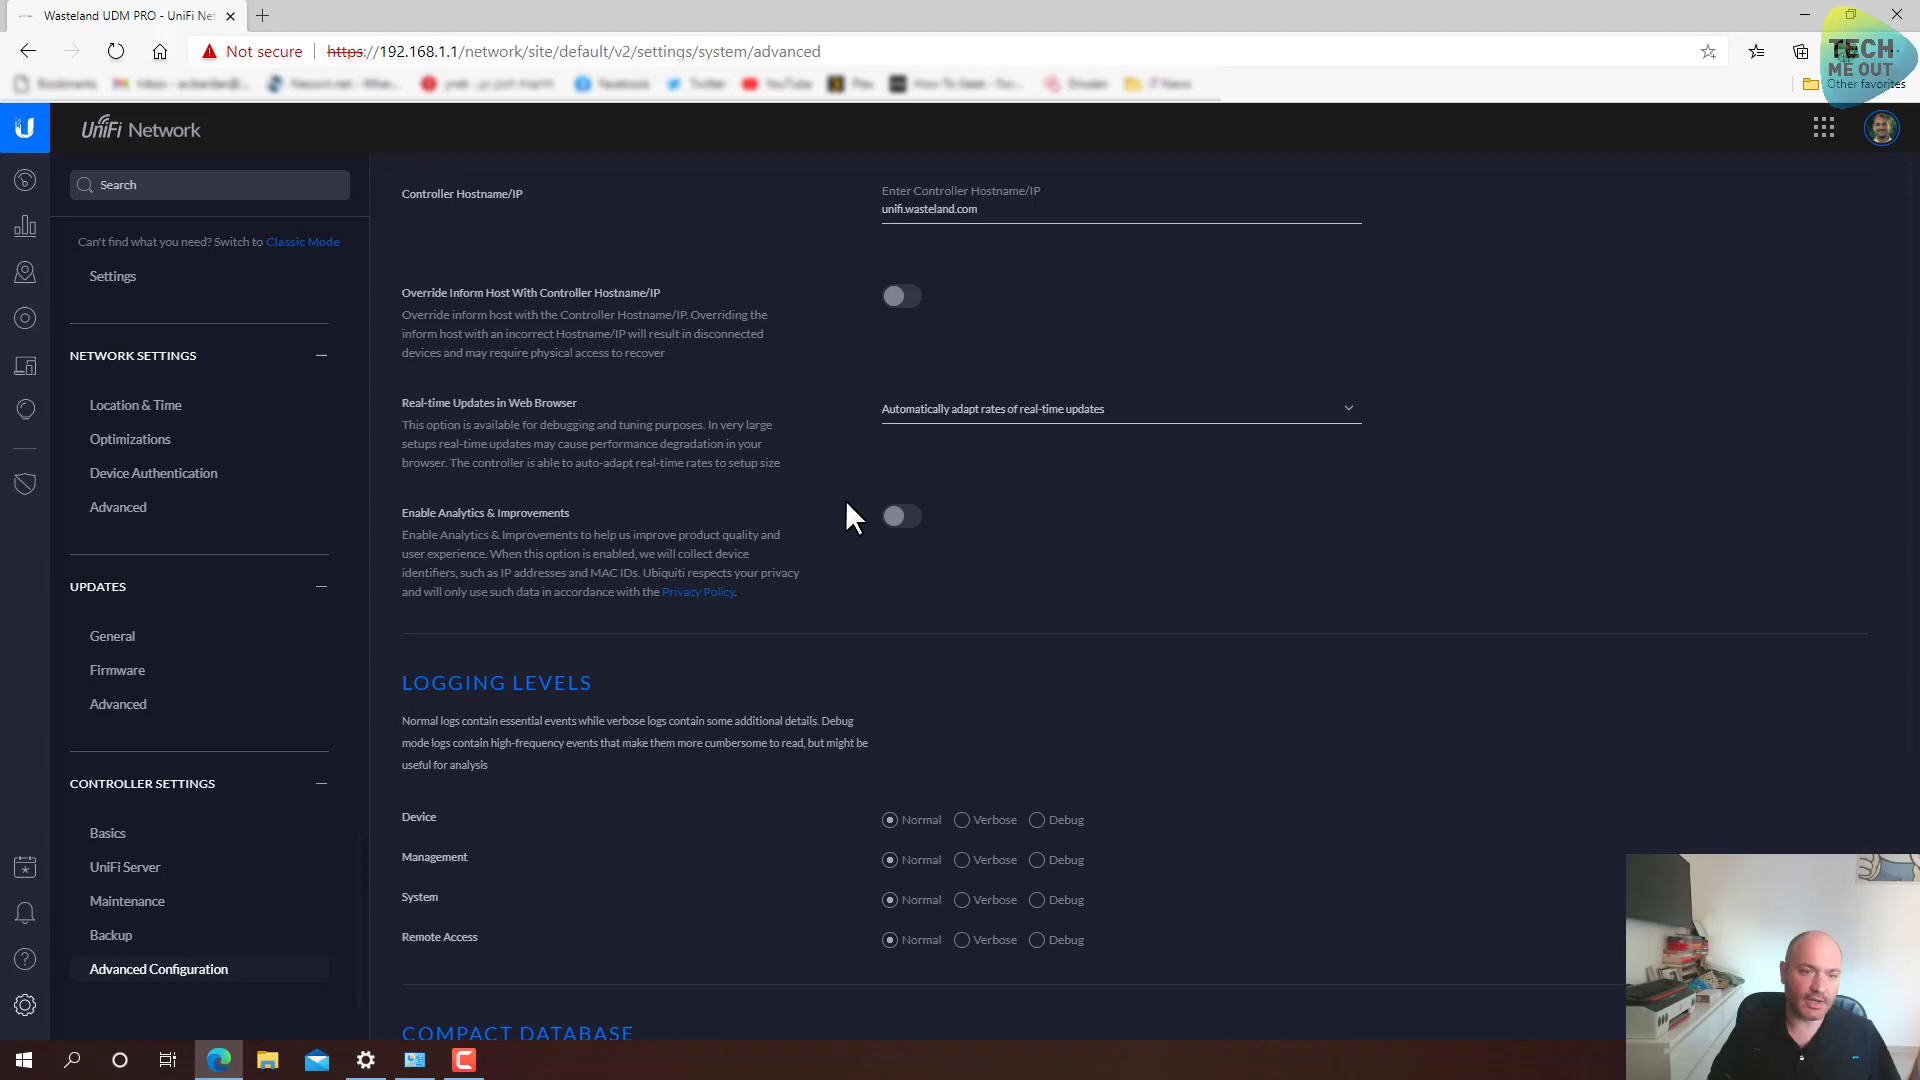 Wasteland UDM PRO - UniFi Net
Not secure
https://192.168.1.1/network/site/default/v2/settings/system/advanced
TECH
ME OUT
Bookmarks
Facebook
Twitter
YouTube
Plex
IT News
Other favorites
UniFi Network
Search
Can't find what you need? Switch to Classic Mode
Settings
NETWORK SETTINGS
Location & Time
Optimizations
Device Authentication
Advanced
UPDATES
General
Firmware
Advanced
CONTROLLER SETTINGS
Basics
UniFi Server
Maintenance
Backup
Advanced Configuration
Controller Hostname/IP
Enter Controller Hostname/IP
unifi.wasteland.com
Override Inform Host With Controller Hostname/IP
Override inform host with the Controller Hostname/IP. Overriding the
inform host with an incorrect Hostname/IP will result in disconnected
devices and may require physical access to recover
Real-time Updates in Web Browser
Automatically adapt rates of real-time updates
This option is available for debugging and tuning purposes. In very large
setups real-time updates may cause performance degradation in your
browser. The controller is able to auto-adapt real-time rates to setup size
Enable Analytics & Improvements
Enable Analytics & Improvements to help us improve product quality and
user experience. When this option is enabled, we will collect device
identifiers, such as IP addresses and MAC IDs. Ubiquiti respects your privacy
and will only use such data in accordance with the Privacy Policy.
LOGGING LEVELS
Normal logs contain essential events while verbose logs contain some additional details. Debug
mode logs contain high-frequency events that make them more cumbersome to read, but might be
useful for analysis
Device Normal Verbose Debug
Management Normal Verbose Debug
System Normal Verbose Debug
Remote Access Normal Verbose Debug
COMPACT DATABASE